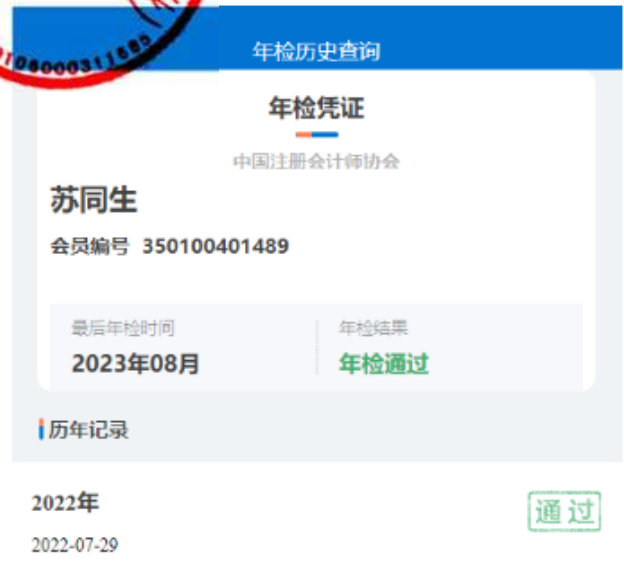 年检历史查询
年检凭证
中国注册会计师协会
苏同生
会员编号 350100401489
最后年检时间 年检结果
2023年08月 年检通过
历年记录
2022年 通过
2022-07-29